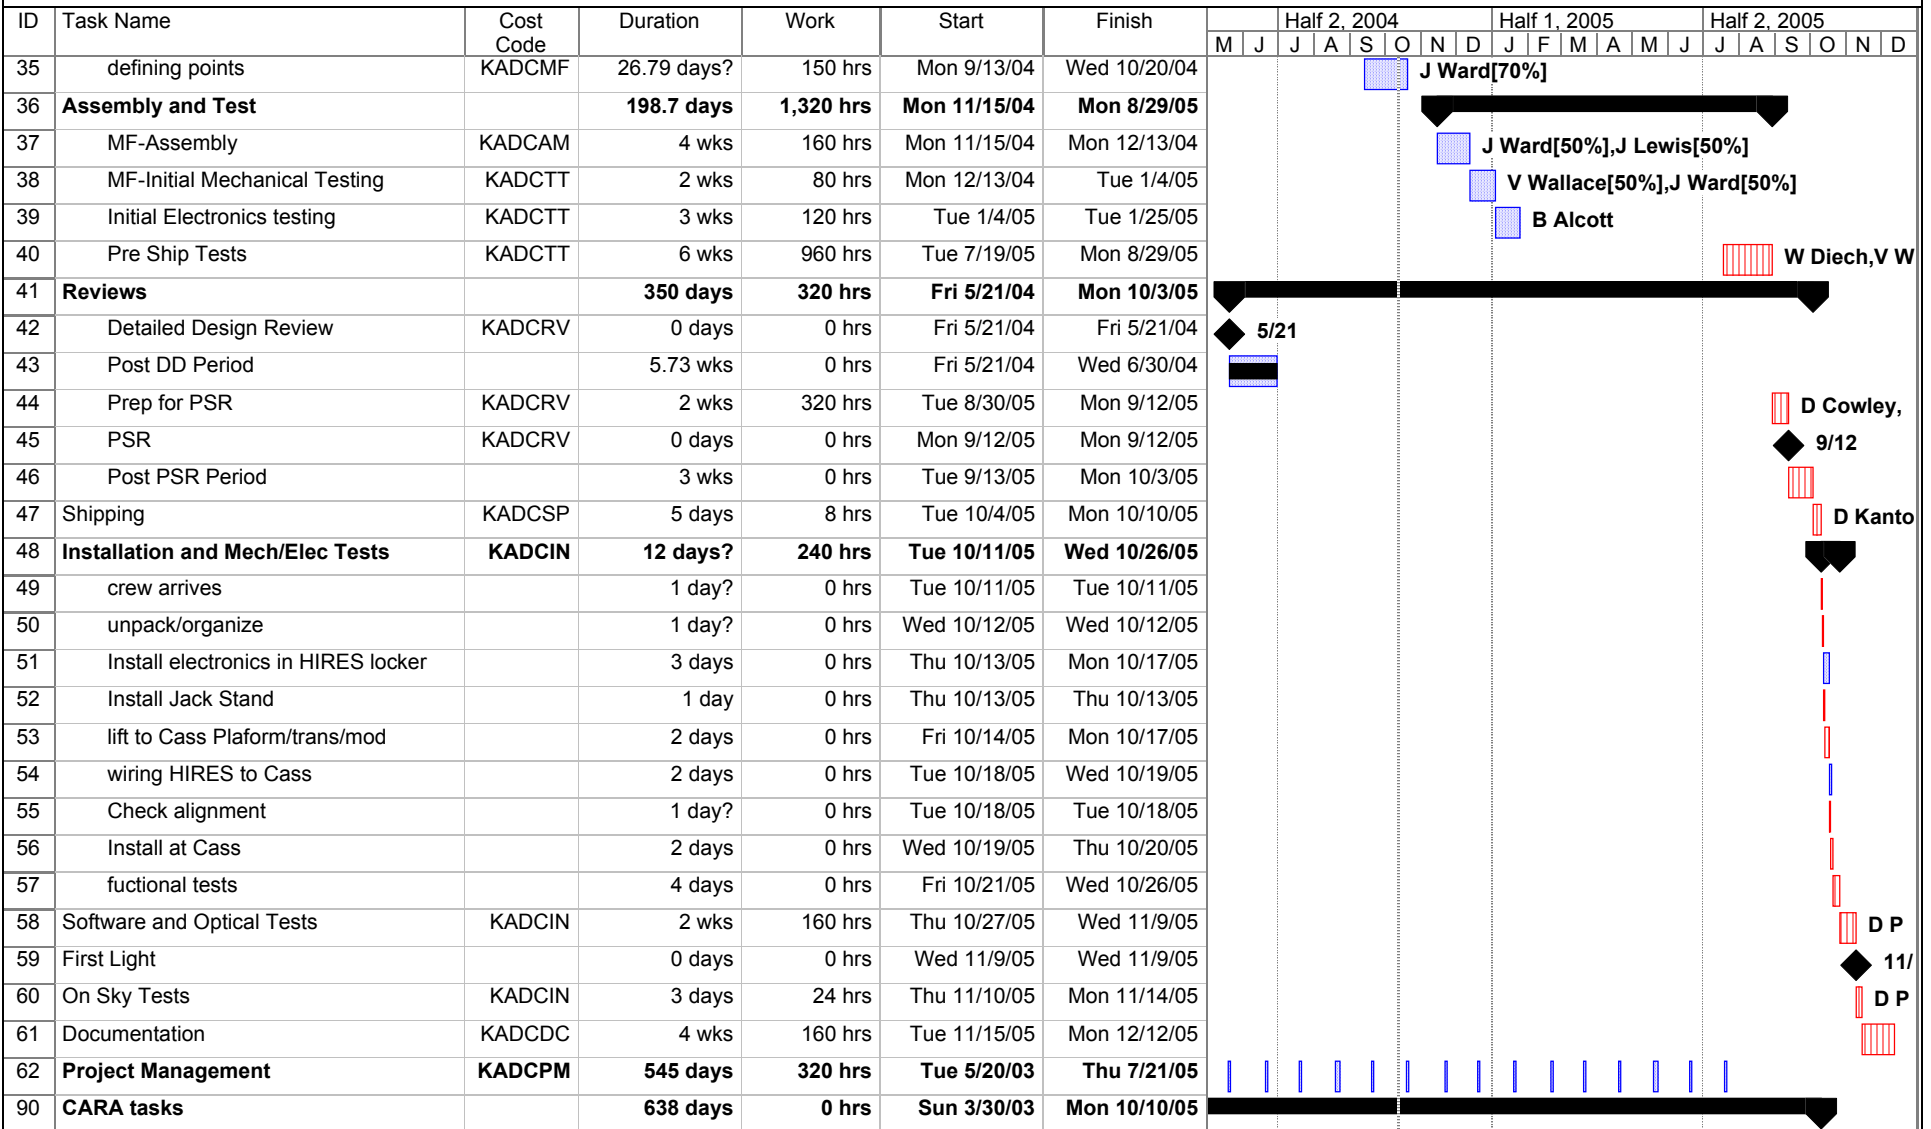 ID Task Name Cost Code Duration Work Start Finish Half 2, 2004 Half 1, 2005 Half 2, 2005
M J J A S O N D J F M A M J J A S O N D
35 defining points KADCMF 26.79 days? 150 hrs Mon 9/13/04 Wed 10/20/04 J Ward[70%]
36 Assembly and Test 198.7 days 1,320 hrs Mon 11/15/04 Mon 8/29/05
37 MF-Assembly KADCAM 4 wks 160 hrs Mon 11/15/04 Mon 12/13/04 J Ward[50%],J Lewis[50%]
38 MF-Initial Mechanical Testing KADCTT 2 wks 80 hrs Mon 12/13/04 Tue 1/4/05 V Wallace[50%],J Ward[50%]
39 Initial Electronics testing KADCTT 3 wks 120 hrs Tue 1/4/05 Tue 1/25/05 B Alcott
40 Pre Ship Tests KADCTT 6 wks 960 hrs Tue 7/19/05 Mon 8/29/05 W Diech,V W
41 Reviews 350 days 320 hrs Fri 5/21/04 Mon 10/3/05
42 Detailed Design Review KADCRV 0 days 0 hrs Fri 5/21/04 Fri 5/21/04 5/21
43 Post DD Period 5.73 wks 0 hrs Fri 5/21/04 Wed 6/30/04
44 Prep for PSR KADCRV 2 wks 320 hrs Tue 8/30/05 Mon 9/12/05 D Cowley,
45 PSR KADCRV 0 days 0 hrs Mon 9/12/05 Mon 9/12/05 9/12
46 Post PSR Period 3 wks 0 hrs Tue 9/13/05 Mon 10/3/05
47 Shipping KADCSP 5 days 8 hrs Tue 10/4/05 Mon 10/10/05 D Kanto
48 Installation and Mech/Elec Tests KADCIN 12 days? 240 hrs Tue 10/11/05 Wed 10/26/05
49 crew arrives 1 day? 0 hrs Tue 10/11/05 Tue 10/11/05
50 unpack/organize 1 day? 0 hrs Wed 10/12/05 Wed 10/12/05
51 Install electronics in HIRES locker 3 days 0 hrs Thu 10/13/05 Mon 10/17/05
52 Install Jack Stand 1 day 0 hrs Thu 10/13/05 Thu 10/13/05
53 lift to Cass Plaform/trans/mod 2 days 0 hrs Fri 10/14/05 Mon 10/17/05
54 wiring HIRES to Cass 2 days 0 hrs Tue 10/18/05 Wed 10/19/05
55 Check alignment 1 day? 0 hrs Tue 10/18/05 Tue 10/18/05
56 Install at Cass 2 days 0 hrs Wed 10/19/05 Thu 10/20/05
57 fuctional tests 4 days 0 hrs Fri 10/21/05 Wed 10/26/05
58 Software and Optical Tests KADCIN 2 wks 160 hrs Thu 10/27/05 Wed 11/9/05 D P
59 First Light 0 days 0 hrs Wed 11/9/05 Wed 11/9/05 11/
60 On Sky Tests KADCIN 3 days 24 hrs Thu 11/10/05 Mon 11/14/05 D P
61 Documentation KADCDC 4 wks 160 hrs Tue 11/15/05 Mon 12/12/05
62 Project Management KADCPM 545 days 320 hrs Tue 5/20/03 Thu 7/21/05
90 CARA tasks 638 days 0 hrs Sun 3/30/03 Mon 10/10/05